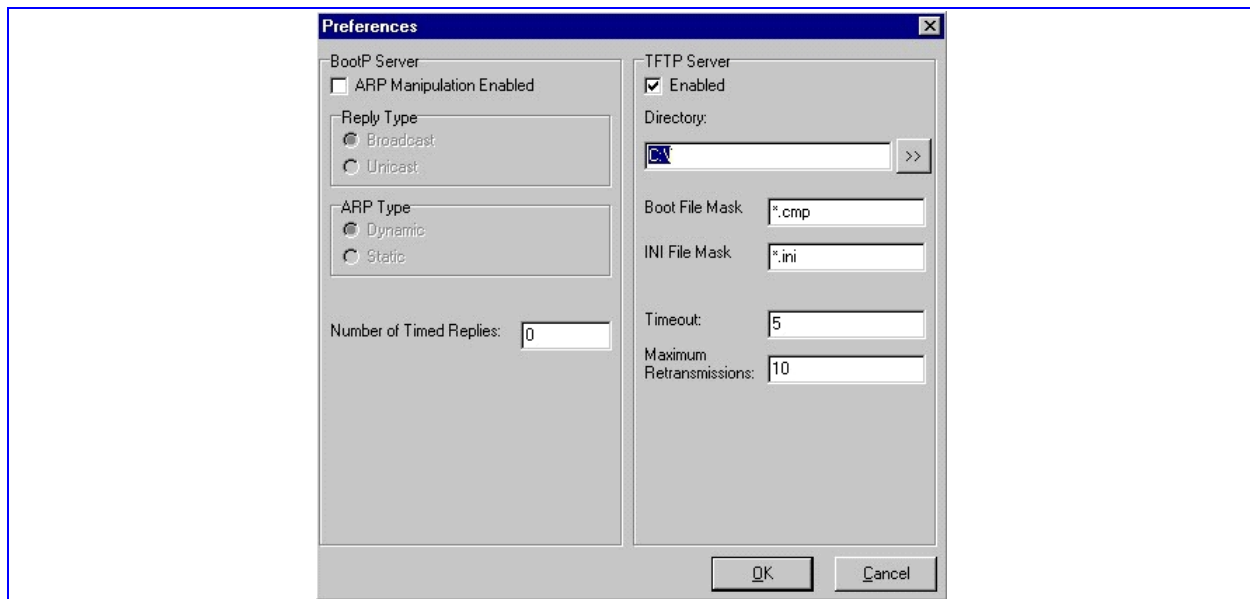 Preferences
BootP Server
ARP Manipulation Enabled
Reply Type
Broadcast
Unicast
ARP Type
Dynamic
Static
Number of Timed Replies: 0
TFTP Server
Enabled
Directory:
C:\
>>
Boot File Mask *.cmp
INI File Mask *.ini
Timeout: 5
Maximum
Retransmissions: 10
OK
Cancel